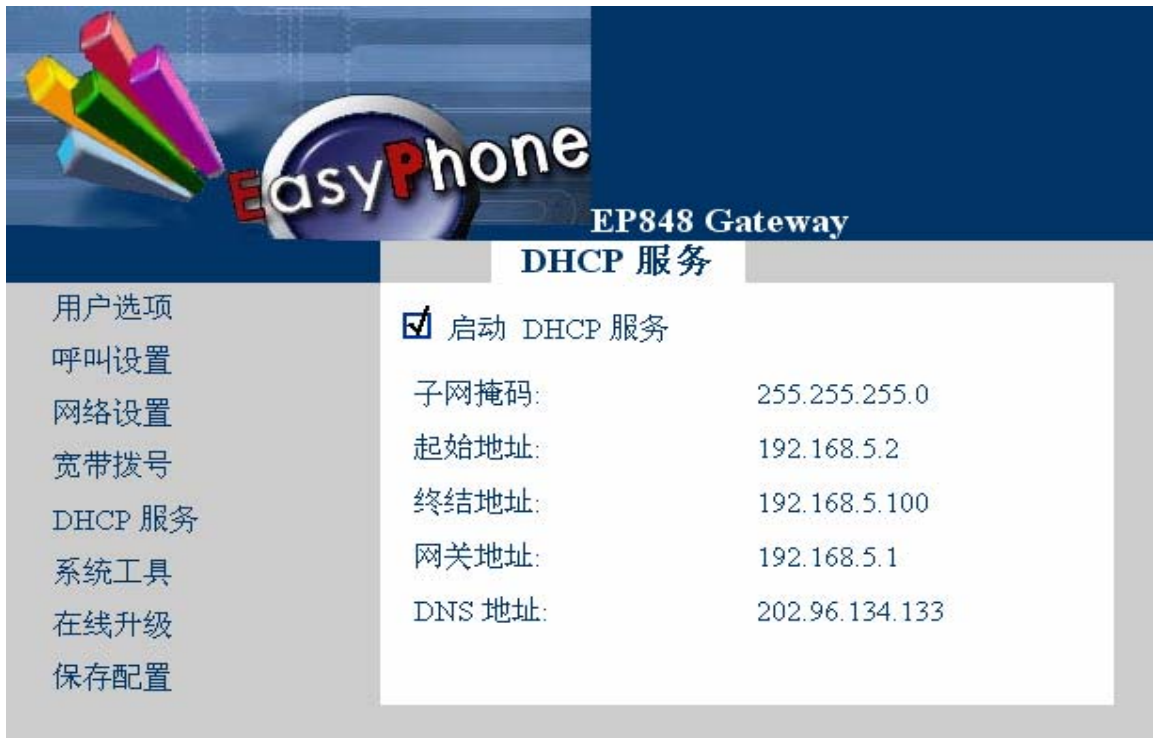 EasyPhone
EP848 Gateway
DHCP 服务
用户选项
呼叫设置
网络设置
宽带拨号
DHCP 服务
系统工具
在线升级
保存配置
启动 DHCP 服务
子网掩码: 255.255.255.0
起始地址: 192.168.5.2
终结地址: 192.168.5.100
网关地址: 192.168.5.1
DNS 地址: 202.96.134.133